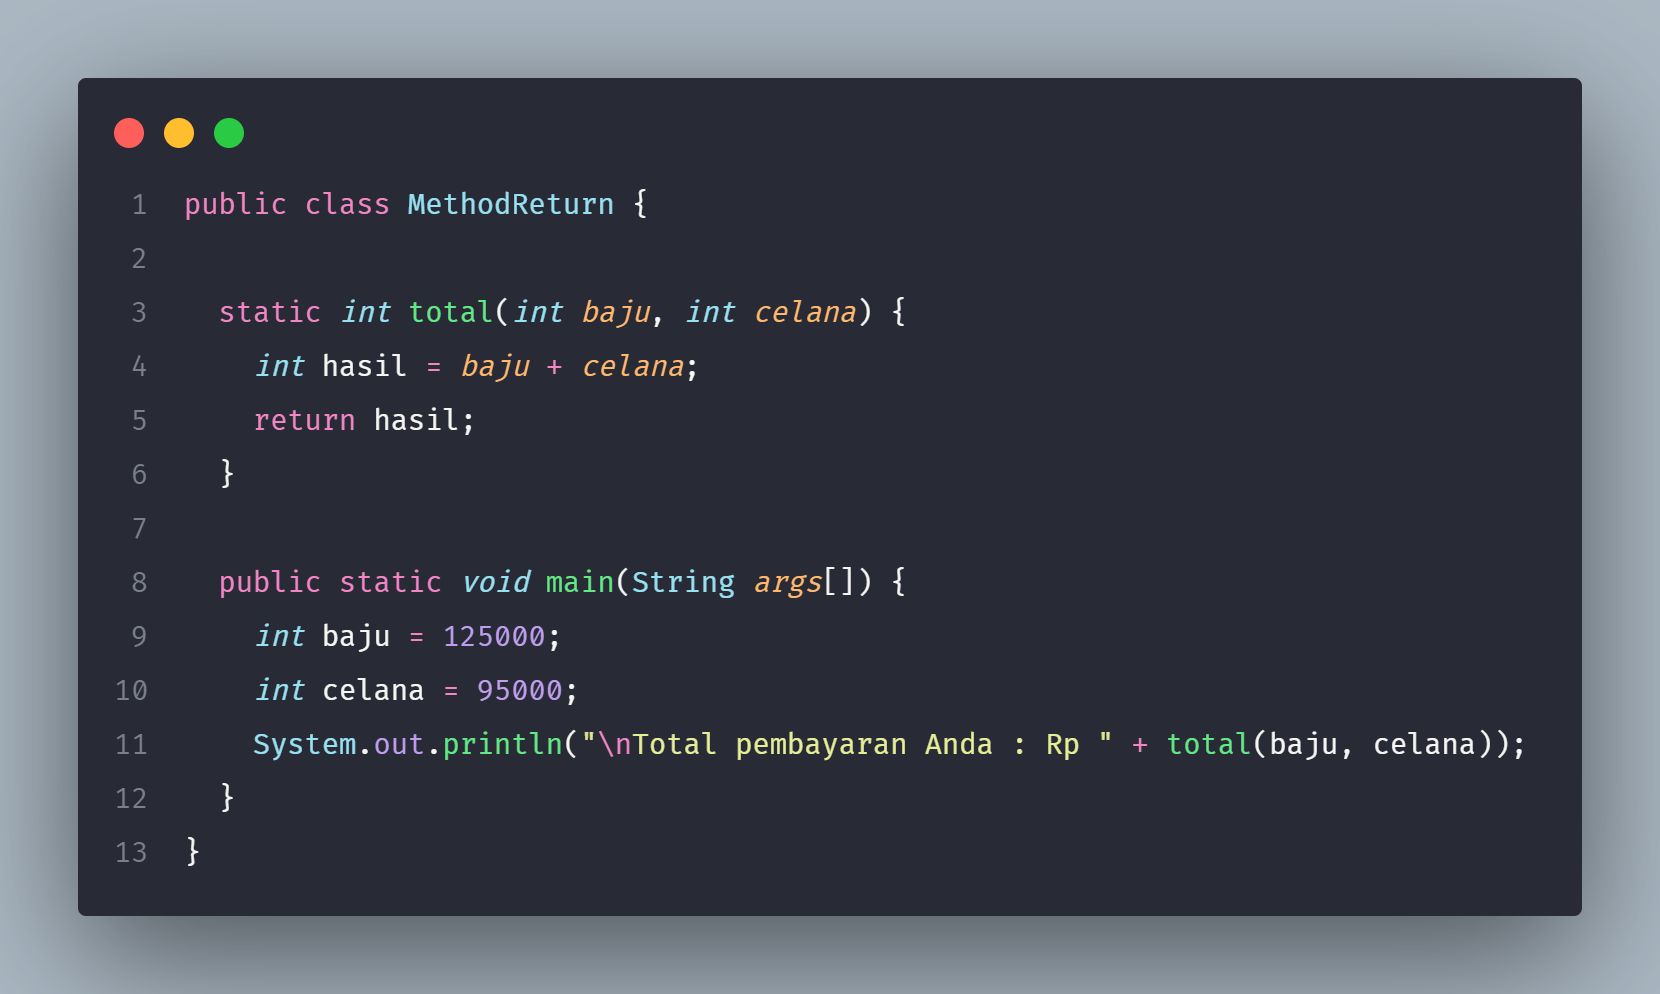 1 public class MethodReturn {
2
3 static int total(int baju, int celana) {
4 int hasil = baju + celana;
5 return hasil;
6 }
7
8 public static void main(String args[]) {
9 int baju = 125000;
10 int celana = 95000;
11 System.out.println("\nTotal pembayaran Anda : Rp " + total(baju, celana));
12 }
13 }